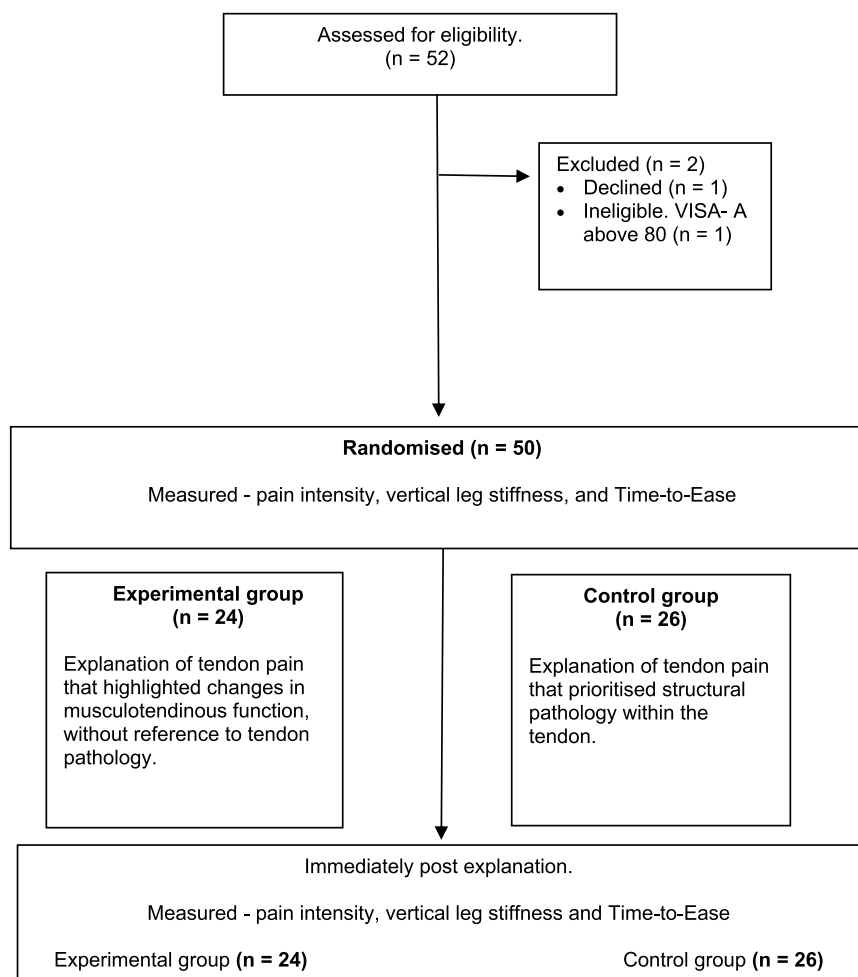 Assessed for eligibility.
(n = 52)
Excluded (n = 2)
• Declined (n = 1)
• Ineligible. VISA- A
above 80 (n = 1)
Randomised (n = 50)
Measured - pain intensity, vertical leg stiffness, and Time-to-Ease
Experimental group
(n = 24)
Explanation of tendon pain
that highlighted changes in
musculotendinous function,
without reference to tendon
pathology.
Control group
(n = 26)
Explanation of tendon pain
that prioritised structural
pathology within the
tendon.
Immediately post explanation.
Measured - pain intensity, vertical leg stiffness and Time-to-Ease
Experimental group (n = 24)
Control group (n = 26)